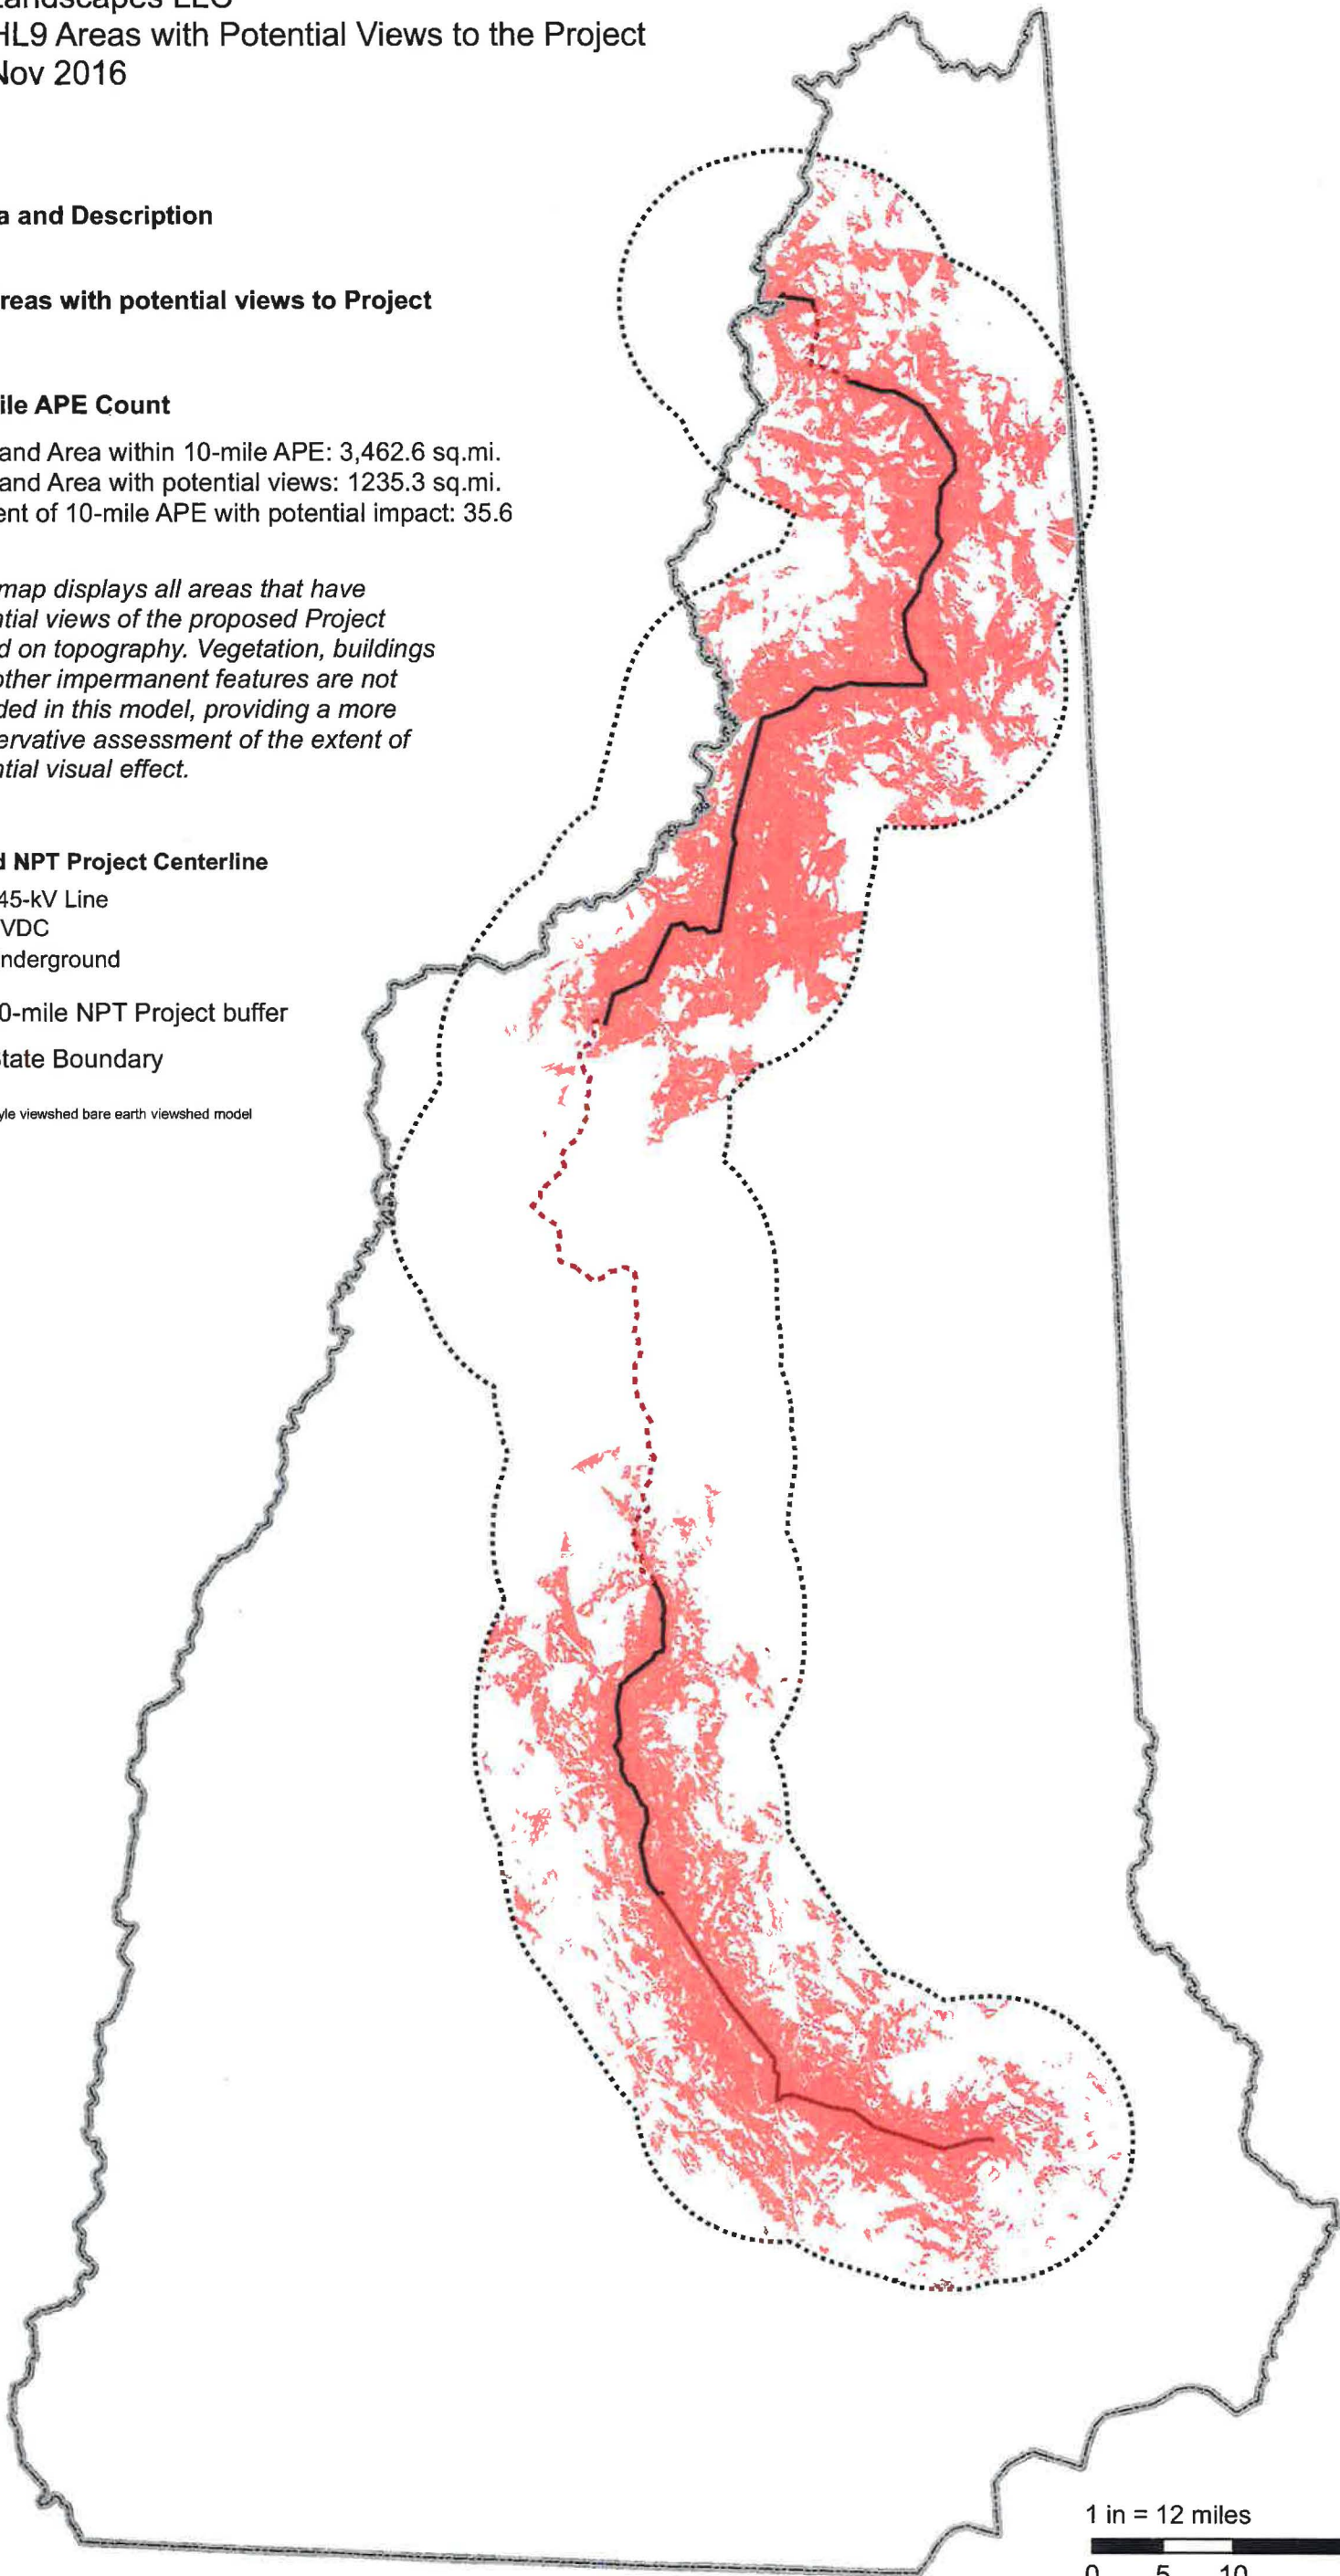 Landscapes LLC
HL9 Areas with Potential Views to the Project
Nov 2016
a and Description
reas with potential views to Project
ile APE Count
and Area within 10-mile APE: 3,462.6 sq.mi.
and Area with potential views: 1235.3 sq.mi.
ent of 10-mile APE with potential impact: 35.6
map displays all areas that have
ntial views of the proposed Project
d on topography. Vegetation, buildings
other impermanent features are not
ded in this model, providing a more
ervative assessment of the extent of
ntial visual effect.
d NPT Project Centerline
45-kV Line
VDC
nderground
0-mile NPT Project buffer
State Boundary
yle viewshed bare earth viewshed model
1 in = 12 miles
0 5 10